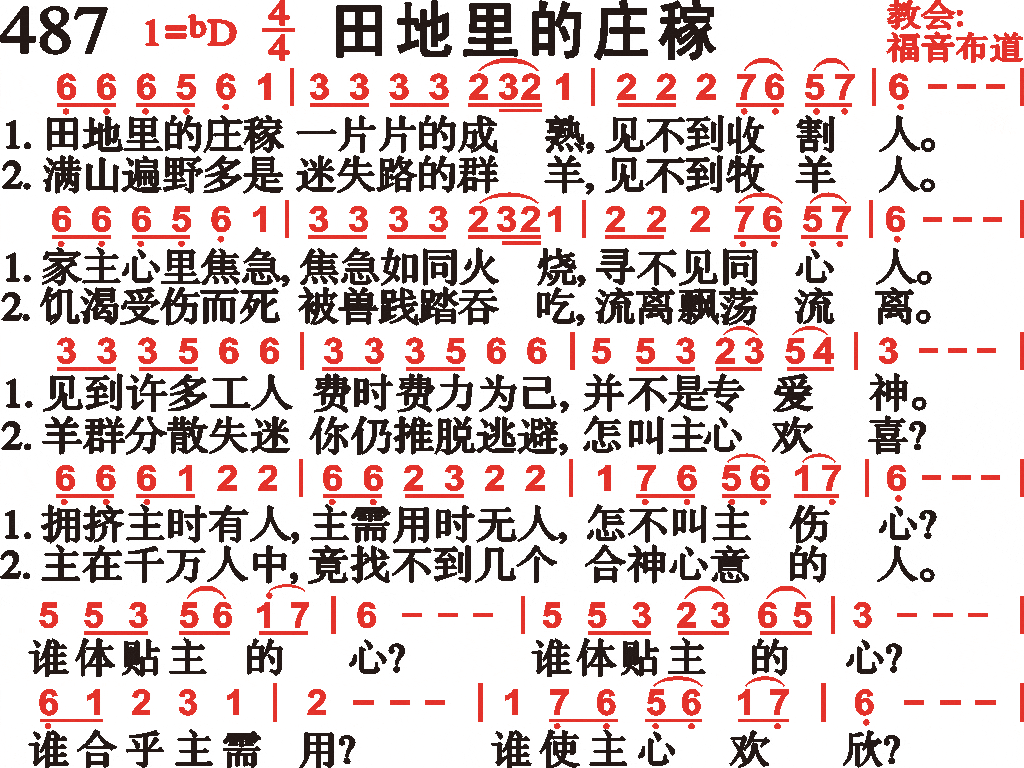 487 1=♭D 4/4 田地里的庄稼 教会:
福音布道
6 6 6 5 6 1 | 3 3 3 3 2 32 1 | 2 2 2 7 6 5 7 | 6 - - - |
1. 田地里的庄稼 一片片的成 熟, 见不到收 割 人。
2. 满山遍野多是 迷失路的群 羊, 见不到牧 羊 人。
6 6 6 5 6 1 | 3 3 3 3 2 32 1 | 2 2 2 7 6 5 7 | 6 - - - |
1. 家主心里焦急, 焦急如同火 烧, 寻不见同 心 人。
2. 饥渴受伤而死 被兽践踏吞 吃, 流离飘荡 流 离。
3 3 3 5 6 6 | 3 3 3 5 6 6 | 5 5 3 2 3 5 4 | 3 - - - |
1. 见到许多工人 费时费力为己, 并不是专 爱 神。
2. 羊群分散失迷 你仍推脱逃避, 怎叫主心 欢 喜?
6 6 6 1 2 2 | 6 6 2 3 2 2 | 1 7 6 5 6 1 7 | 6 - - - |
1. 拥挤主时有人, 主需用时无人, 怎不叫主 伤 心?
2. 主在千万人中, 竟找不到几个 合神心意 的 人。
5 5 3 5 6 1 7 | 6 - - - | 5 5 3 2 3 6 5 | 3 - - - |
谁体贴主 的 心? 谁体贴主 的 心?
6 1 2 3 1 | 2 - - - | 1 7 6 5 6 1 7 | 6 - - - |
谁合乎主需 用? 谁使主心 欢 欣?